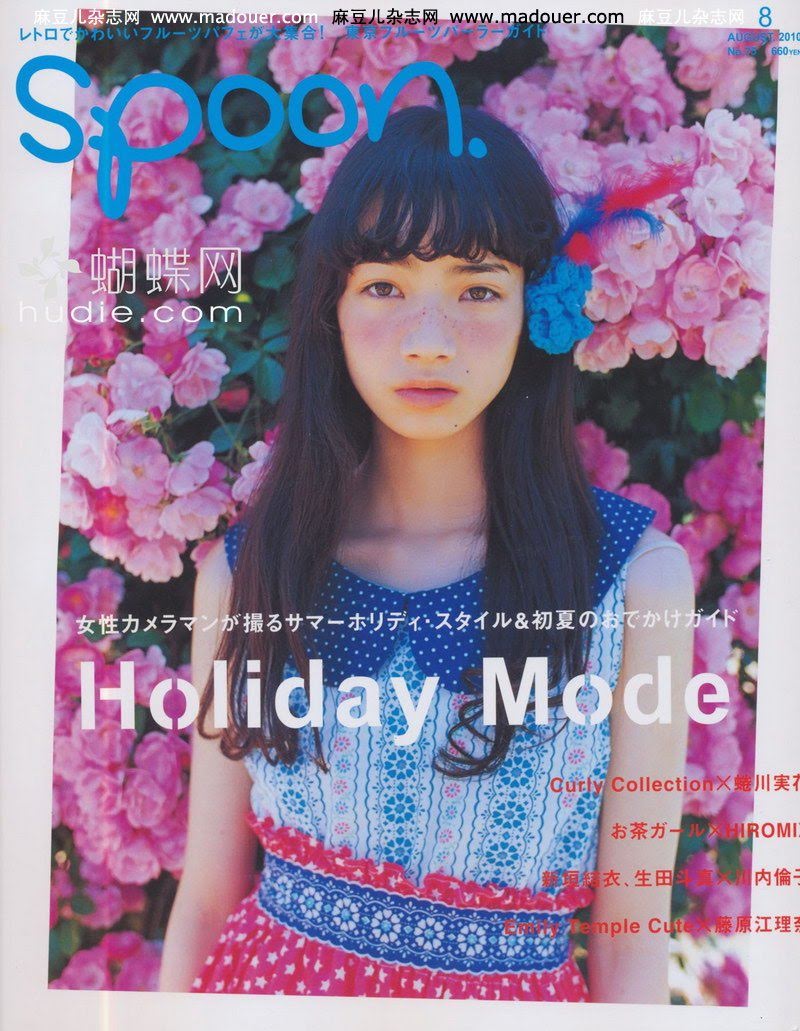 麻豆儿杂志网 www.madouer.com 麻豆儿杂志网 www.madouer.com 麻豆儿杂志网 www.madouer.com
レトロでかわいいフルーツパフェが大集合! 東京フルーツパーラーガイド
8
AUGUST. 2010
660YEN
spoon.
蝴蝶网
hudie.com
女性カメラマンが撮るサマーホリディ・スタイル&初夏のおでかけガイド
Holiday Mode
Curly Collection×蜷川実花
お茶ガール×HIROMIX
新垣結衣、生田斗真×川内倫子
Emily Temple Cute×藤原江理奈